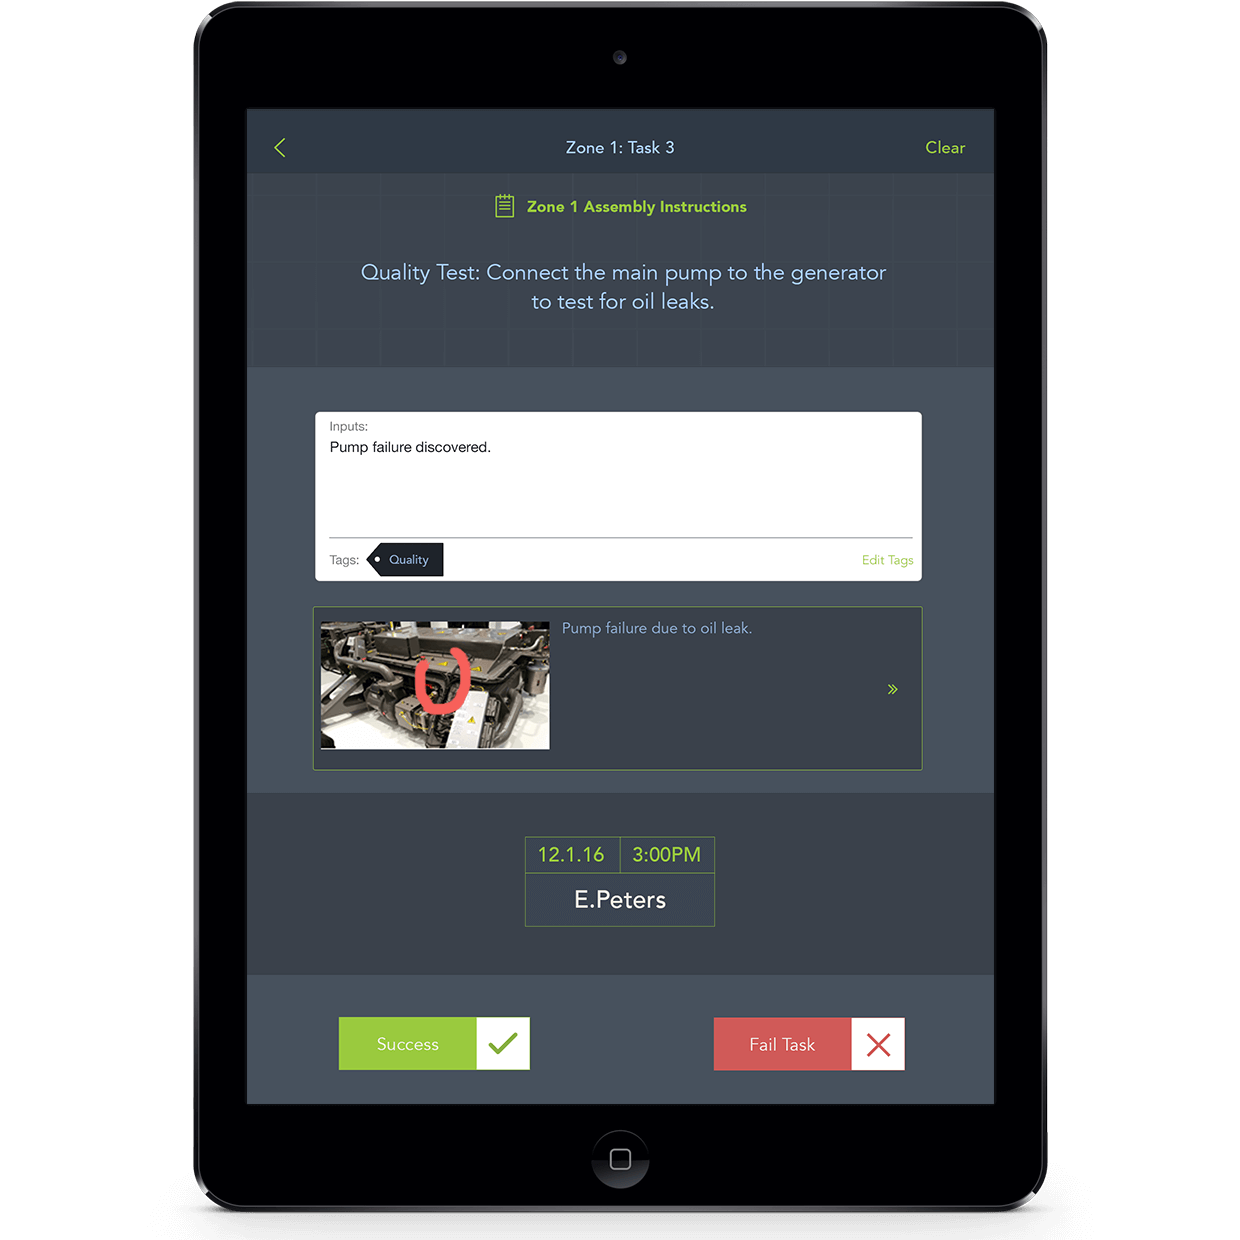 Zone 1: Task 3
Clear
Zone 1 Assembly Instructions
Quality Test: Connect the main pump to the generator
to test for oil leaks.
Inputs:
Pump failure discovered.
Tags:
Quality
Edit Tags
Pump failure due to oil leak.
12.1.16
3:00PM
E.Peters
Success
Fail Task